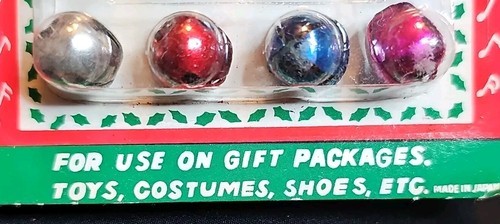 FOR USE ON GIFT PACKAGES.
TOYS, COSTUMES, SHOES, ETC. MADE IN JAPAN